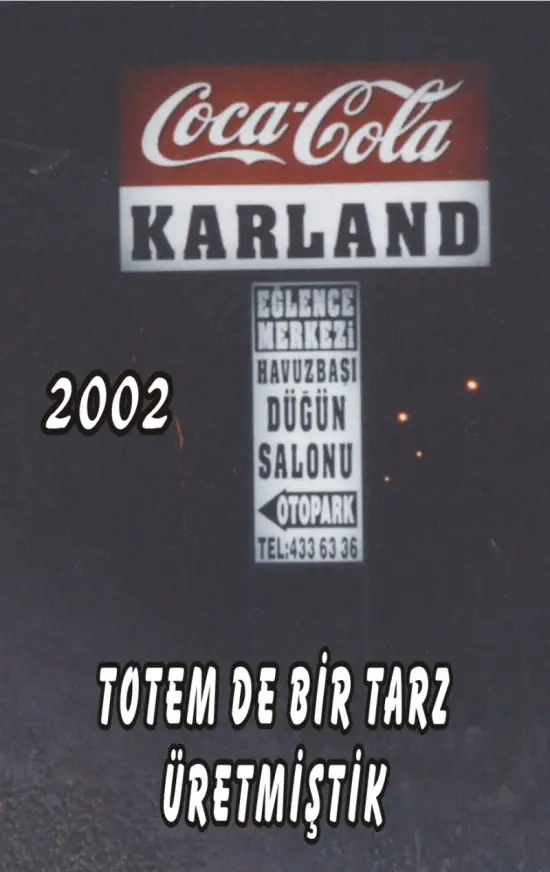 Coca-Cola
KARLAND
EĞLENCE
MERKEZİ
HAVUZBAŞI
DÜĞÜN
SALONU
OTOPARK
TEL:433 63 36
2002
TOTEM DE BİR TARZ
ÜRETMİŞTİK